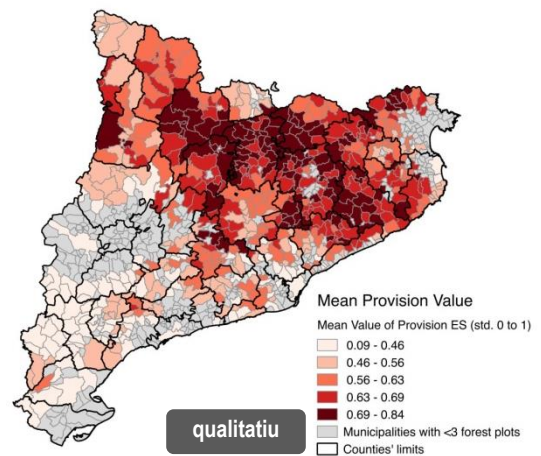 Mean Provision Value
Mean Value of Provision ES (std. 0 to 1)
0.09 - 0.46
0.46 - 0.56
0.56 - 0.63
0.63 - 0.69
0.69 - 0.84
Municipalities with <3 forest plots
Counties' limits
qualitatiu